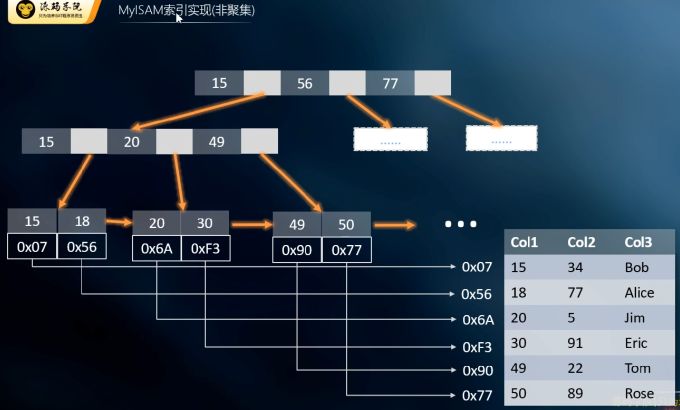 源码学院
MyISAM索引实现(非聚集)
15 56 77
15 20 49
...... ......
15 18 20 30 49 50
0x07 0x56 0x6A 0xF3 0x90 0x77
Col1 Col2 Col3
0x07 15 34 Bob
0x56 18 77 Alice
0x6A 20 5 Jim
0xF3 30 91 Eric
0x90 49 22 Tom
0x77 50 89 Rose